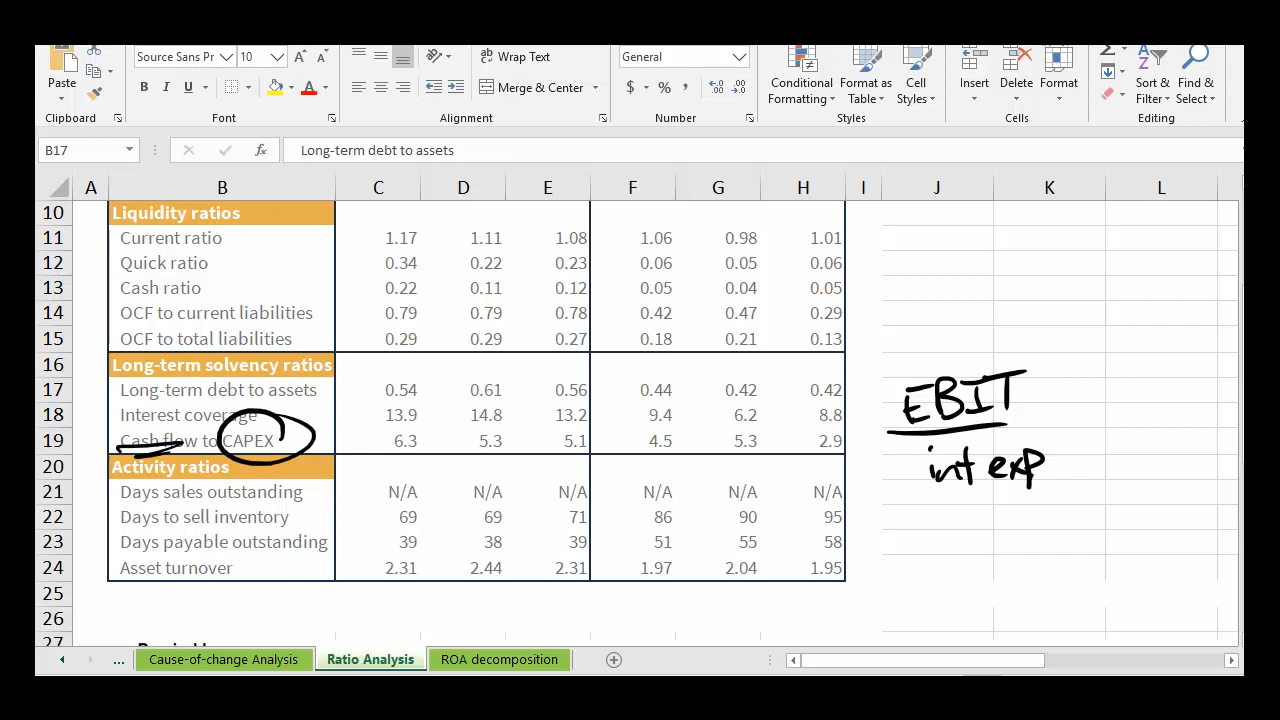 Source Sans Pr 10 A A ab Wrap Text General
Paste B I U A Merge & Center $ % , Conditional Formatting Format as Table Cell Styles Insert Delete Format Sort & Filter Find & Select
Clipboard Font Alignment Number Styles Cells Editing
B17 fx Long-term debt to assets
A B C D E F G H I J K L
10 Liquidity ratios
11 Current ratio 1.17 1.11 1.08 1.06 0.98 1.01
12 Quick ratio 0.34 0.22 0.23 0.06 0.05 0.06
13 Cash ratio 0.22 0.11 0.12 0.05 0.04 0.05
14 OCF to current liabilities 0.79 0.79 0.78 0.42 0.47 0.29
15 OCF to total liabilities 0.29 0.29 0.27 0.18 0.21 0.13
16 Long-term solvency ratios
17 Long-term debt to assets 0.54 0.61 0.56 0.44 0.42 0.42
EBIT
18 Interest coverage 13.9 14.8 13.2 9.4 6.2 8.8
19 Cash flow to CAPEX 6.3 5.3 5.1 4.5 5.3 2.9
int exp
20 Activity ratios
21 Days sales outstanding N/A N/A N/A N/A N/A N/A
22 Days to sell inventory 69 69 71 86 90 95
23 Days payable outstanding 39 38 39 51 55 58
24 Asset turnover 2.31 2.44 2.31 1.97 2.04 1.95
25
26
27
... Cause-of-change Analysis Ratio Analysis ROA decomposition